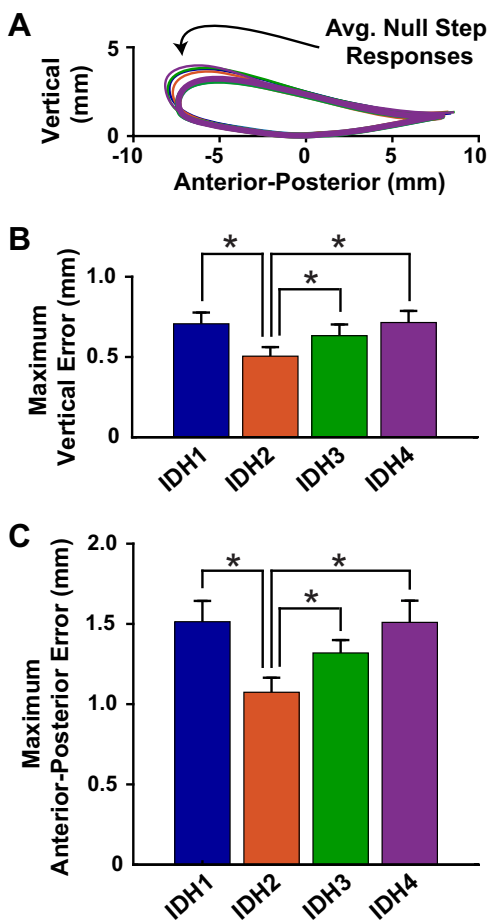 A
Avg. Null Step
Responses
Vertical
(mm)
5
0
-10
-5
0
5
10
Anterior-Posterior (mm)
B
Maximum
Vertical Error (mm)
1.0
0.5
0
*
*
*
IDH1
IDH2
IDH3
IDH4
C
Maximum
Anterior-Posterior Error (mm)
2.0
1.5
1.0
0.5
0
*
*
*
IDH1
IDH2
IDH3
IDH4